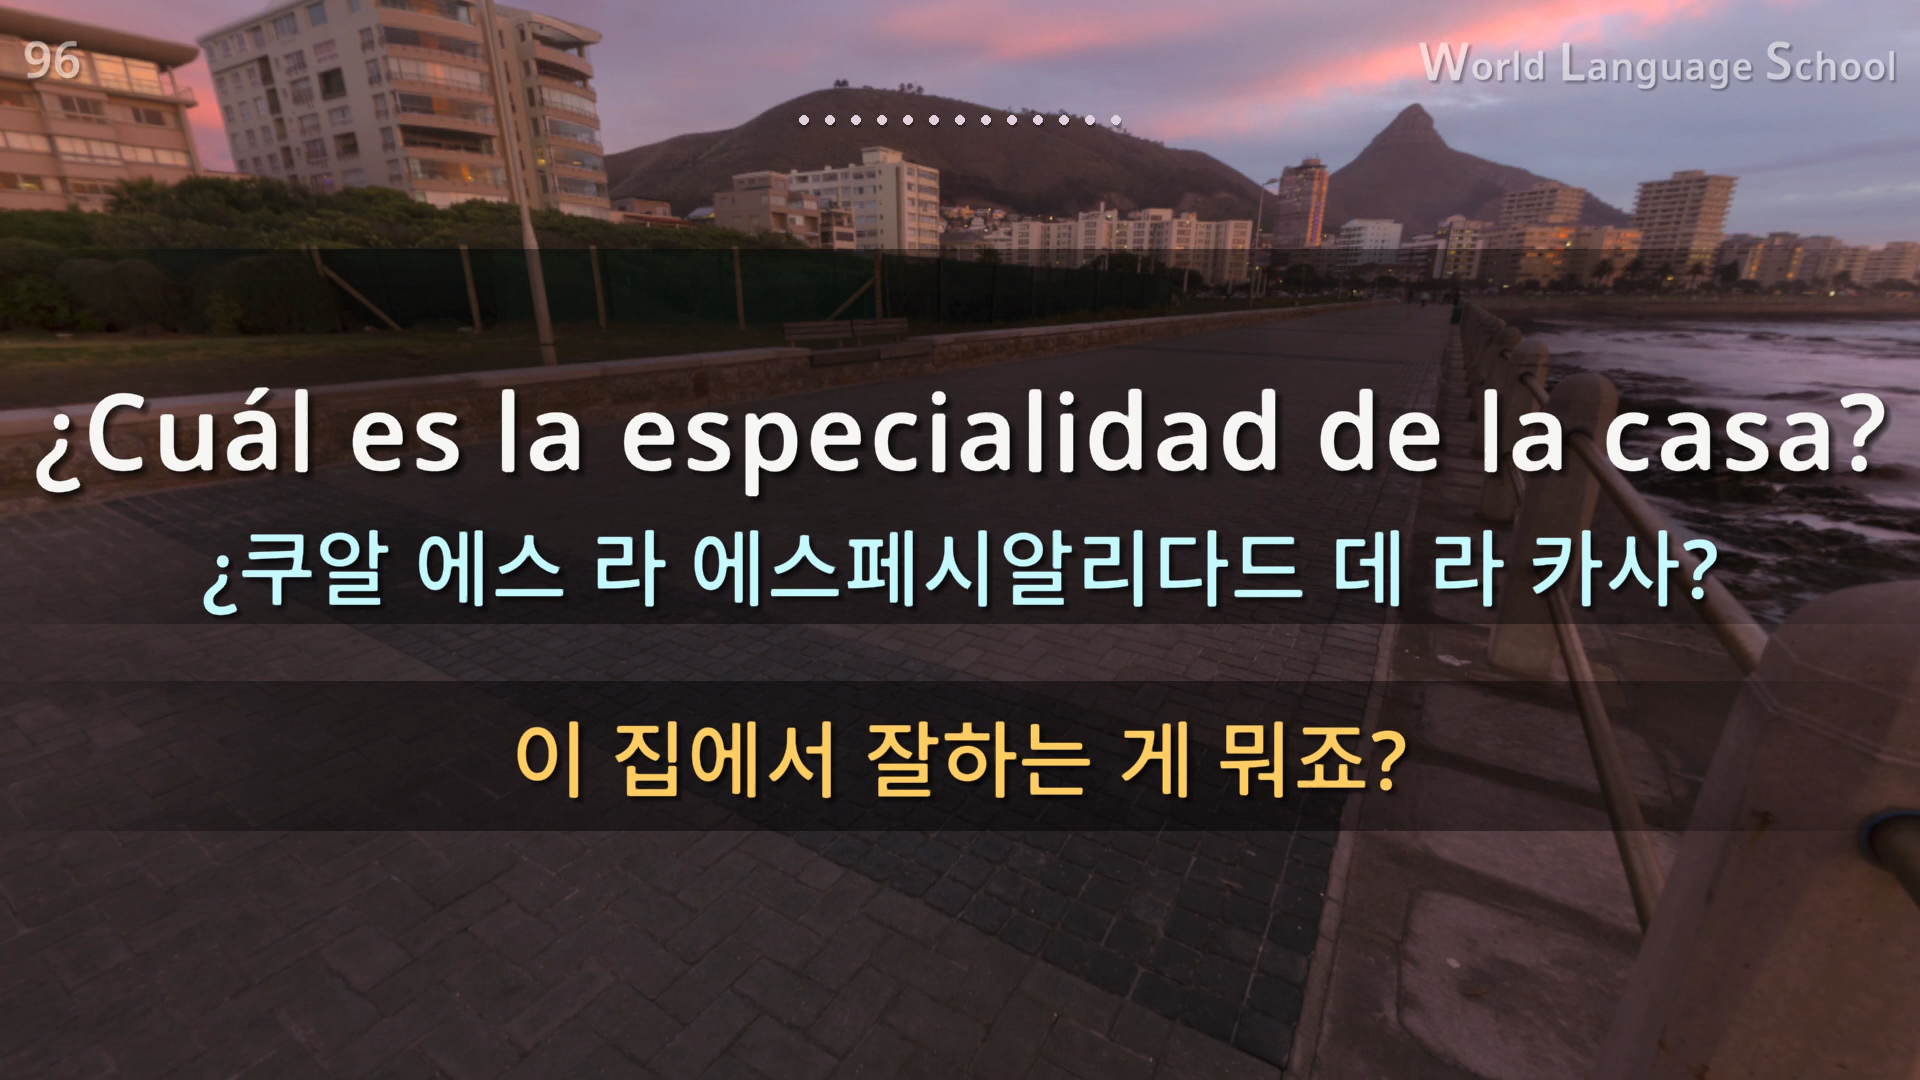 96
World Language School
¿Cuál es la especialidad de la casa?
¿쿠알 에스 라 에스페시알리다드 데 라 카사?
이 집에서 잘하는 게 뭐죠?